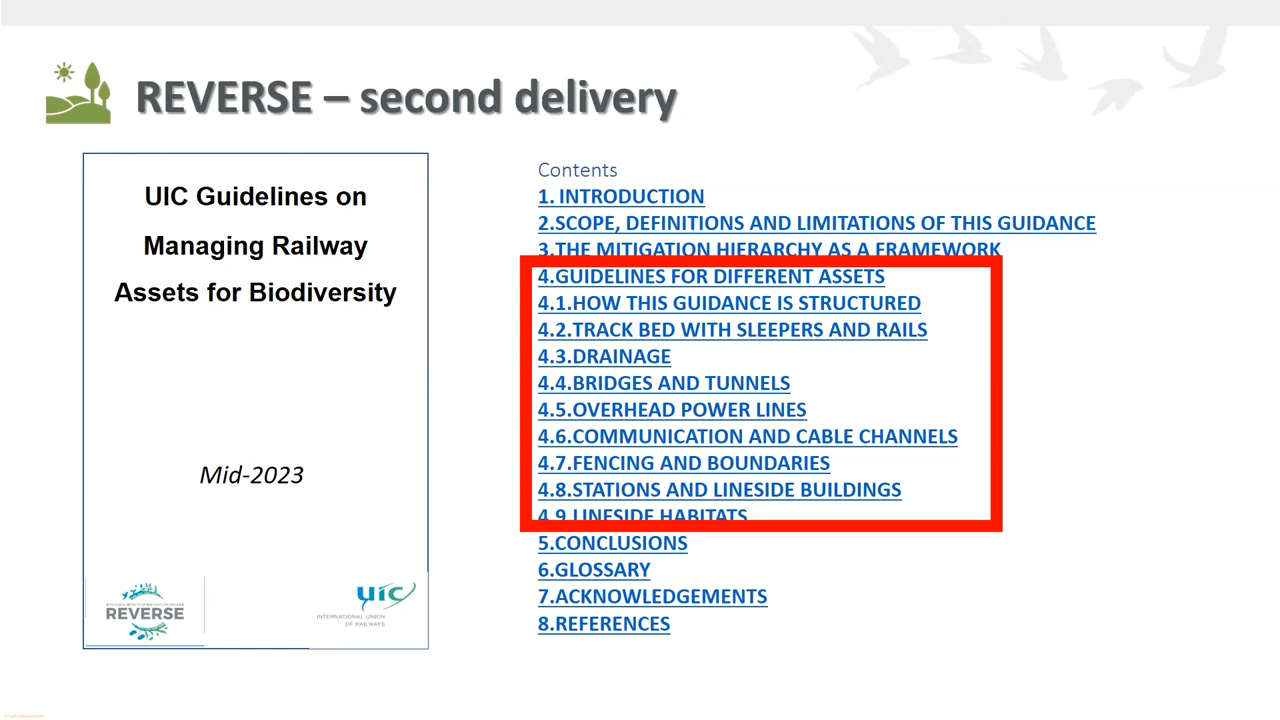 REVERSE – second delivery
UIC Guidelines on
Managing Railway
Assets for Biodiversity
Mid-2023
REVERSE
uic
INTERNATIONAL UNION
OF RAILWAYS
Contents
1. INTRODUCTION
2.SCOPE, DEFINITIONS AND LIMITATIONS OF THIS GUIDANCE
3.THE MITIGATION HIERARCHY AS A FRAMEWORK
4.GUIDELINES FOR DIFFERENT ASSETS
4.1.HOW THIS GUIDANCE IS STRUCTURED
4.2.TRACK BED WITH SLEEPERS AND RAILS
4.3.DRAINAGE
4.4.BRIDGES AND TUNNELS
4.5.OVERHEAD POWER LINES
4.6.COMMUNICATION AND CABLE CHANNELS
4.7.FENCING AND BOUNDARIES
4.8.STATIONS AND LINESIDE BUILDINGS
4.9.LINESIDE HABITATS
5.CONCLUSIONS
6.GLOSSARY
7.ACKNOWLEDGEMENTS
8.REFERENCES